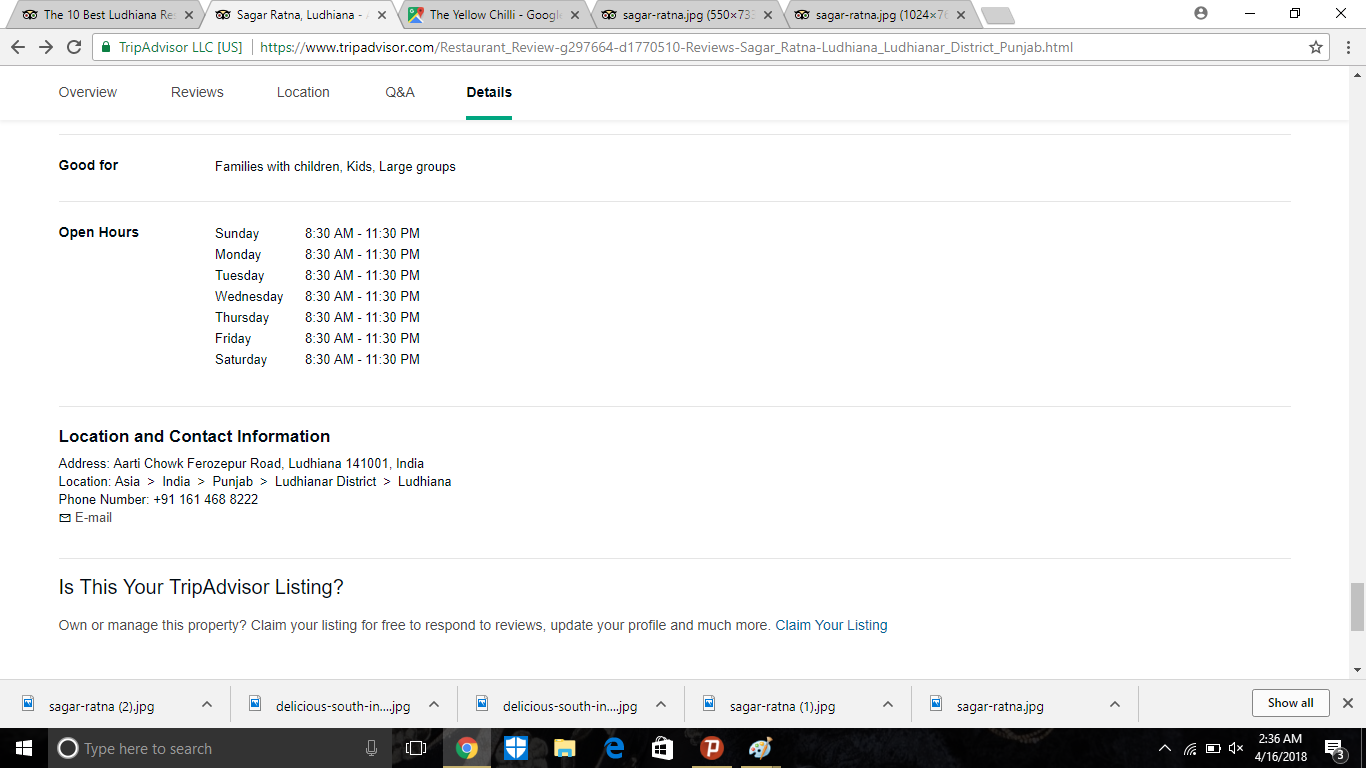 The 10 Best Ludhiana Re
Sagar Ratna, Ludhiana -
The Yellow Chilli - Googl
sagar-ratna.jpg (550×733
sagar-ratna.jpg (1024×76
TripAdvisor LLC [US]
https://www.tripadvisor.com/Restaurant_Review-g297664-d1770510-Reviews-Sagar_Ratna-Ludhiana_Ludhianar_District_Punjab.html
Overview Reviews Location Q&A Details
Good for Families with children, Kids, Large groups
Open Hours Sunday 8:30 AM - 11:30 PM
Monday 8:30 AM - 11:30 PM
Tuesday 8:30 AM - 11:30 PM
Wednesday 8:30 AM - 11:30 PM
Thursday 8:30 AM - 11:30 PM
Friday 8:30 AM - 11:30 PM
Saturday 8:30 AM - 11:30 PM
Location and Contact Information
Address: Aarti Chowk Ferozepur Road, Ludhiana 141001, India
Location: Asia > India > Punjab > Ludhianar District > Ludhiana
Phone Number: +91 161 468 8222
E-mail
Is This Your TripAdvisor Listing?
Own or manage this property? Claim your listing for free to respond to reviews, update your profile and much more. Claim Your Listing
sagar-ratna (2).jpg
delicious-south-in....jpg
delicious-south-in....jpg
sagar-ratna (1).jpg
sagar-ratna.jpg
Show all
Type here to search
2:36 AM
4/16/2018
3